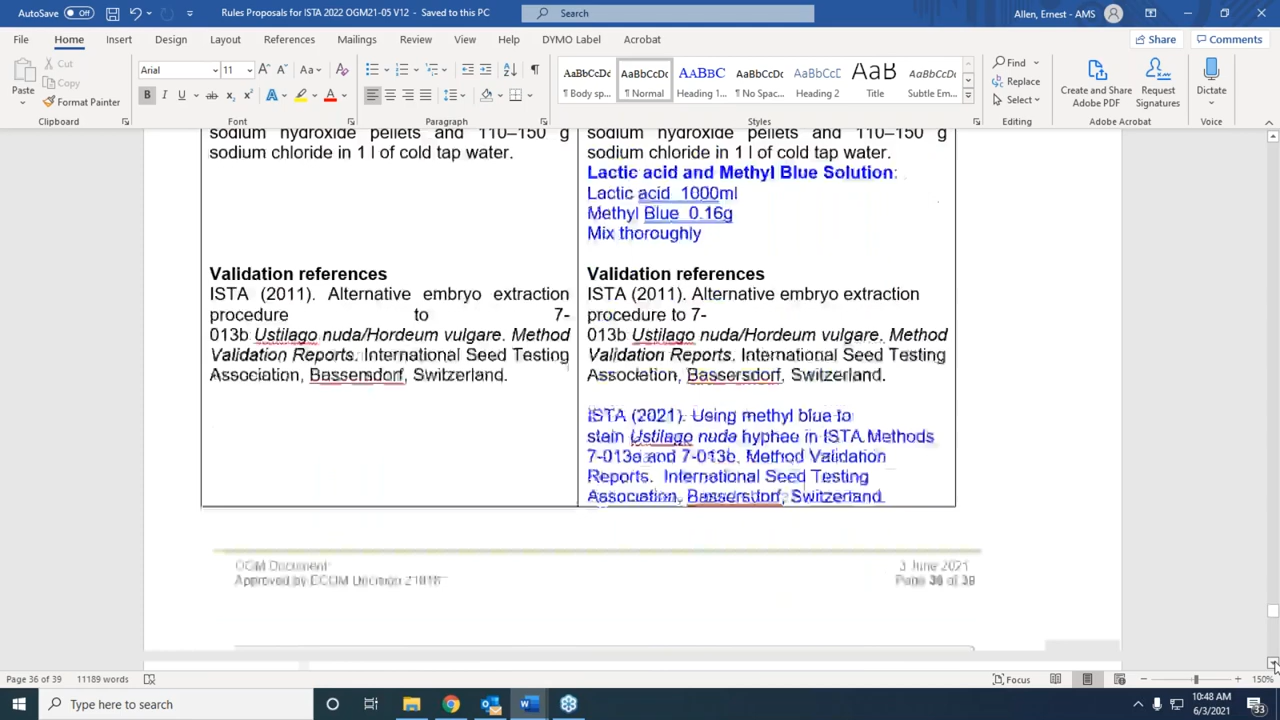 AutoSave Off
Rules Proposals for ISTA 2022 OGM21-05 V12 - Saved to this PC
Search
Allen, Ernest - AMS
File Home Insert Design Layout References Mailings Review View Help DYMO Label Acrobat
Share Comments
Paste
Cut
Copy
Format Painter
Clipboard
Arial 11
Font
Paragraph
AaBbCcDc ¶ Body sp...
AaBbCcDc ¶ Normal
AABBC Heading 1...
AaBbCcDc ¶ No Spac...
AaBbCcD Heading 2
AaB Title
AaBbCcD Subtle Em...
Styles
Find
Replace
Select
Editing
Create and Share Adobe PDF
Request Signatures
Adobe Acrobat
Dictate
Voice
sodium hydroxide pellets and 110–150 g
sodium chloride in 1 l of cold tap water.
Validation references
ISTA (2011). Alternative embryo extraction
procedure to 7-
013b Ustilago nuda/Hordeum vulgare. Method
Validation Reports. International Seed Testing
Association, Bassersdorf, Switzerland.
sodium hydroxide pellets and 110–150 g
sodium chloride in 1 l of cold tap water.
Lactic acid and Methyl Blue Solution:
Lactic acid 1000ml
Methyl Blue 0.16g
Mix thoroughly
Validation references
ISTA (2011). Alternative embryo extraction
procedure to 7-
013b Ustilago nuda/Hordeum vulgare. Method
Validation Reports. International Seed Testing
Association, Bassersdorf, Switzerland.
ISTA (2021). Using methyl blue to
stain Ustilago nuda hyphae in ISTA Methods
7-013a and 7-013b, Method Validation
Reports. International Seed Testing
Association, Bassersdorf, Switzerland.
OGM Document
Approved by ECOM Decision
3 June 2021
Page 36 of 39
Page 36 of 39 11189 words
Focus
150%
Type here to search
10:48 AM
6/3/2021
33